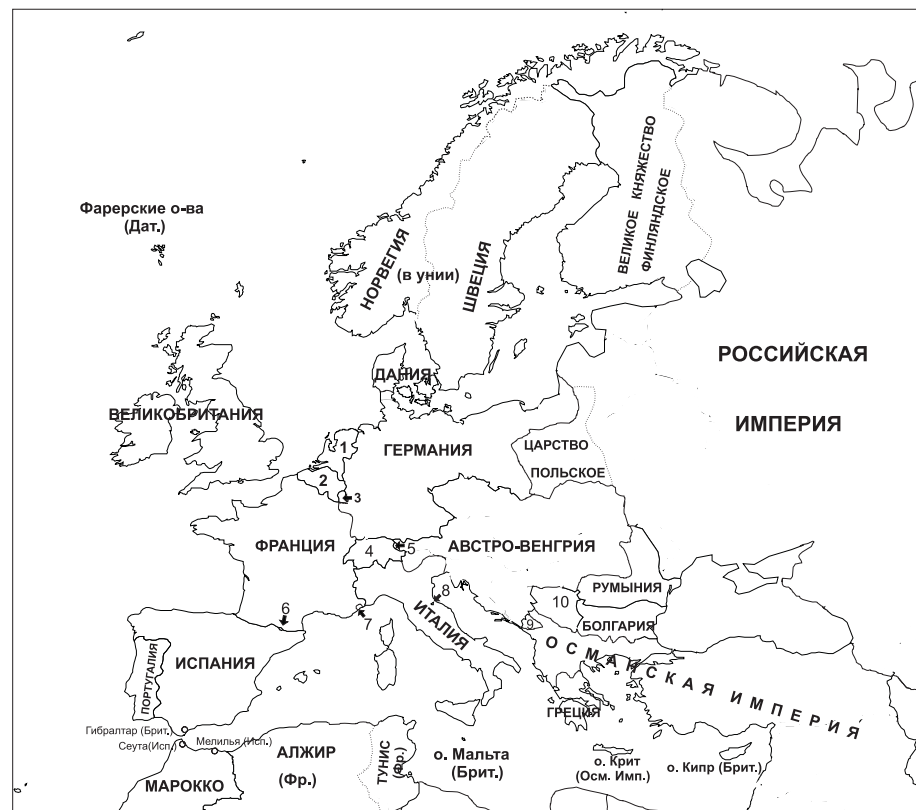 ВЕЛИКОЕ КНЯЖЕСТВО
ФИНЛЯНДСКОЕ
Фарерские о-ва
(Дат.)
НОРВЕГИЯ
(в унии)
ШВЕЦИЯ
РОССИЙСКАЯ
ИМПЕРИЯ
ДАНИЯ
ВЕЛИКОБРИТАНИЯ
1
ГЕРМАНИЯ
ЦАРСТВО
ПОЛЬСКОЕ
2
3
ФРАНЦИЯ
4
5
АВСТРО-ВЕНГРИЯ
РУМЫНИЯ
8
10
6
7
ИТАЛИЯ
9
БОЛГАРИЯ
ИСПАНИЯ
ПОРТУГАЛИЯ
ОСМАНСКАЯ ИМПЕРИЯ
ГРЕЦИЯ
Гибралтар (Брит.)
Сеута(Исп.)
Мелилья (Исп.)
МАРОККО
АЛЖИР
(Фр.)
ТУНИС
(Фр.)
о. Мальта
(Брит.)
о. Крит
(Осм. Имп.)
о. Кипр (Брит.)